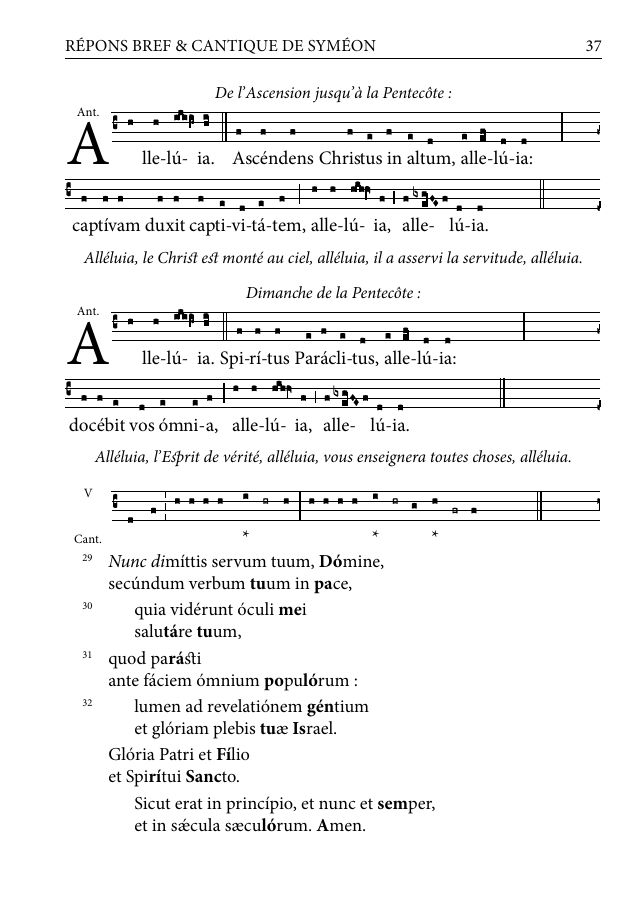 RÉPONS BREF & CANTIQUE DE SYMÉON 37
De l’Ascension jusqu’à la Pentecôte :
Ant.
A
lle-lú- ia. Ascéndens Christus in altum, alle-lú-ia:
captívam duxit capti-vi-tá-tem, alle-lú- ia, alle- lú-ia.
Alléluia, le Christ est monté au ciel, alléluia, il a asservi la servitude, alléluia.
Dimanche de la Pentecôte :
Ant.
A
lle-lú- ia. Spi-rí-tus Parácli-tus, alle-lú-ia:
docébit vos ómni-a, alle-lú- ia, alle- lú-ia.
Alléluia, l’Esprit de vérité, alléluia, vous enseignera toutes choses, alléluia.
V
* * *
Cant.
29 Nunc dimíttis servum tuum, Dómine,
secúndum verbum tuum in pace,
30 quia vidérunt óculi mei
salutáre tuum,
31 quod parásti
ante fáciem ómnium populórum :
32 lumen ad revelatiónem géntium
et glóriam plebis tuæ Israel.
Glória Patri et Fílio
et Spirítui Sancto.
Sicut erat in princípio, et nunc et semper,
et in sǽcula sæculórum. Amen.